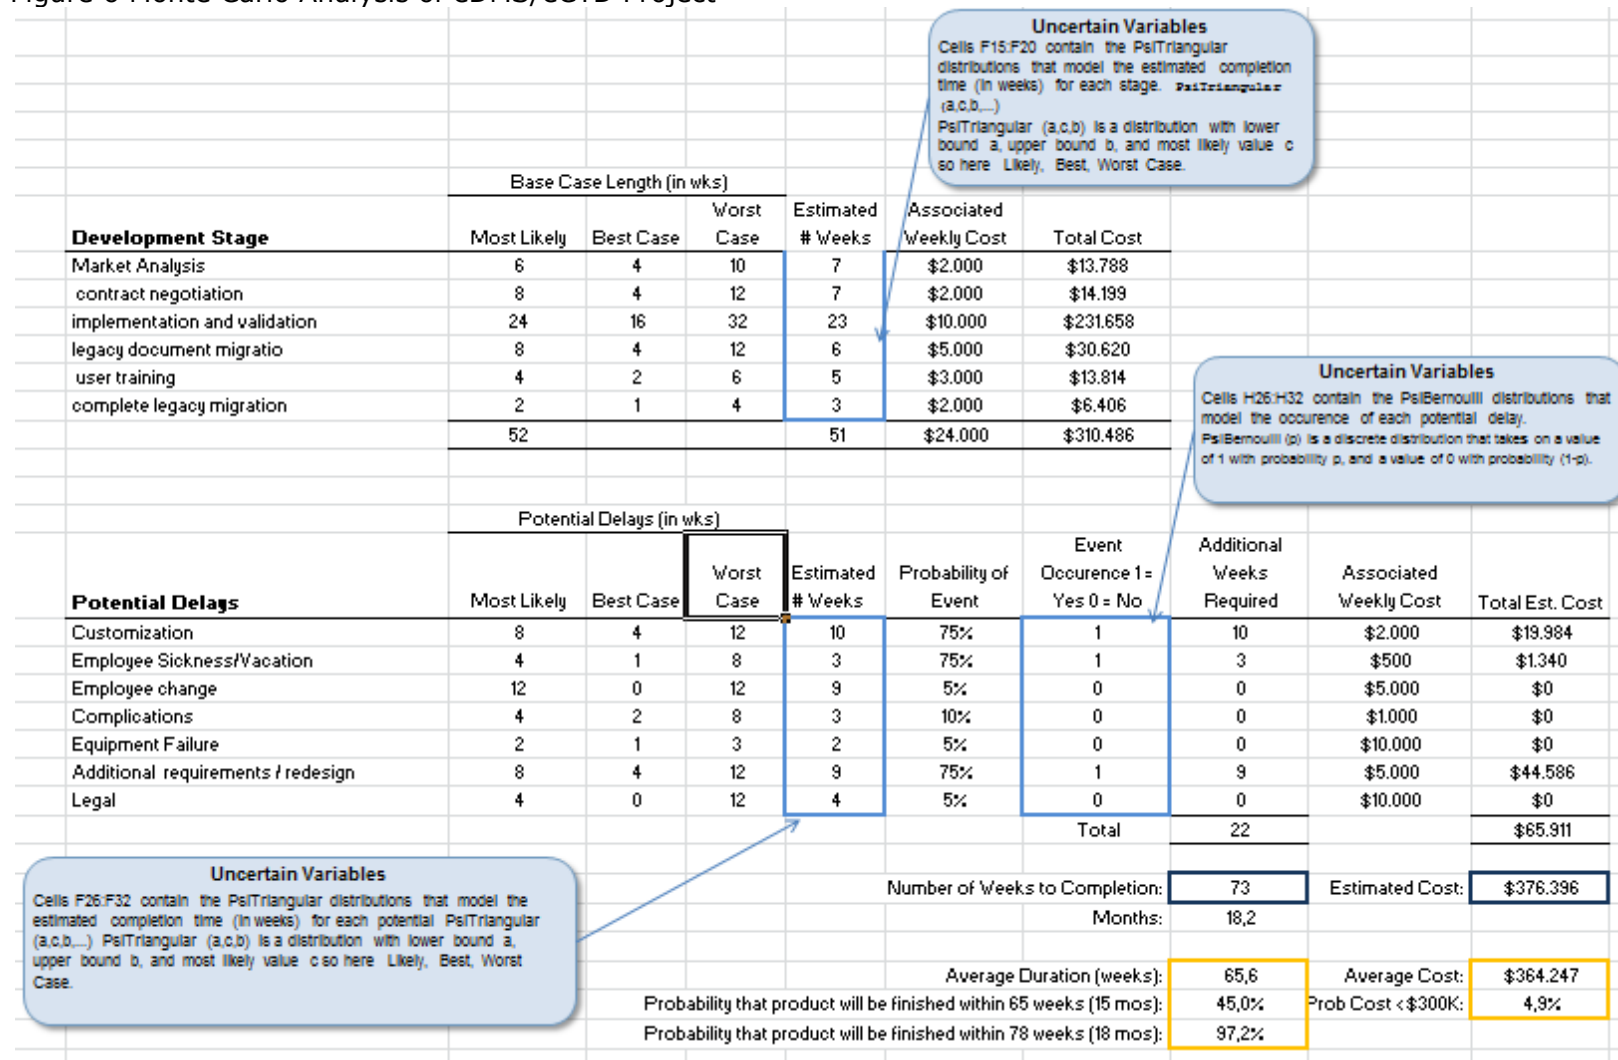 Figure 6 Monte Carlo Analysis of CDMS/COTD Project
Uncertain Variables
Cells F15:F20 contain the PsiTriangular
distributions that model the estimated completion
time (in weeks) for each stage. PsiTriangular
(a,c,b,...)
PsiTriangular (a,c,b) is a distribution with lower
bound a, upper bound b, and most likely value c
so here Likely, Best, Worst Case.
Base Case Length (in wks)
Worst Estimated Associated
Development Stage Most Likely Best Case Case # Weeks Weekly Cost Total Cost
Market Analysis 6 4 10 7 $2.000 $13.788
contract negotiation 8 4 12 7 $2.000 $14.199
implementation and validation 24 16 32 23 $10.000 $231.658
legacy document migratio 8 4 12 6 $5.000 $30.620
user training 4 2 6 5 $3.000 $13.814
complete legacy migration 2 1 4 3 $2.000 $6.406
52 51 $24.000 $310.486
Uncertain Variables
Cells H26:H32 contain the PsiBernoulli distributions that
model the occurence of each potential delay.
PsiBernoulli (p) is a discrete distribution that takes on a value
of 1 with probability p, and a value of 0 with probability (1-p).
Potential Delays (in wks)
Event Additional
Worst Estimated Probability of Occurence 1= Weeks Associated
Potential Delays Most Likely Best Case Case # Weeks Event Yes 0 = No Required Weekly Cost Total Est. Cost
Customization 8 4 12 10 75% 1 10 $2.000 $19.984
Employee Sickness/Vacation 4 1 8 3 75% 1 3 $500 $1.340
Employee change 12 0 12 9 5% 0 0 $5.000 $0
Complications 4 2 8 3 10% 0 0 $1.000 $0
Equipment Failure 2 1 3 2 5% 0 0 $10.000 $0
Additional requirements / redesign 8 4 12 9 75% 1 9 $5.000 $44.586
Legal 4 0 12 4 5% 0 0 $10.000 $0
Total 22 $65.911
Uncertain Variables
Cells F26:F32 contain the PsiTriangular distributions that model the
estimated completion time (in weeks) for each potential PsiTriangular
(a,c,b,...) PsiTriangular (a,c,b) is a distribution with lower bound a,
upper bound b, and most likely value c so here Likely, Best, Worst
Case.
Number of Weeks to Completion: 73 Estimated Cost: $376.396
Months: 18,2
Average Duration (weeks): 65,6 Average Cost: $364.247
Probability that product will be finished within 65 weeks (15 mos): 45,0% Prob Cost < $300K: 4,9%
Probability that product will be finished within 78 weeks (18 mos): 97,2%